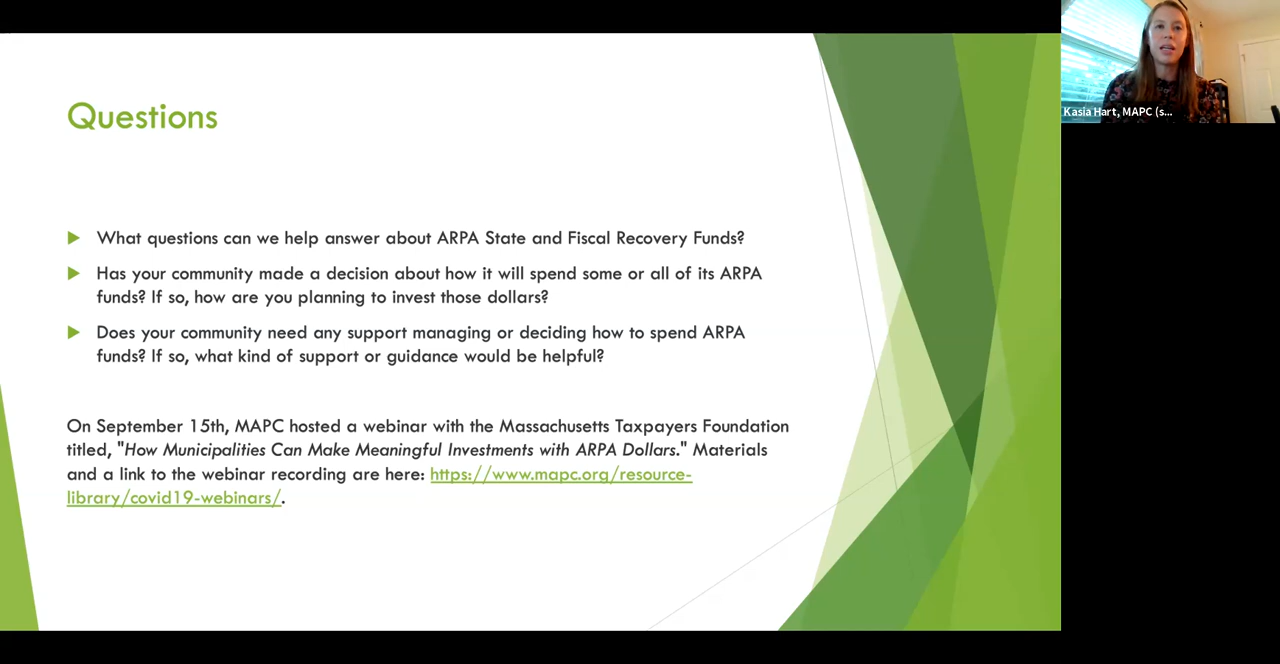 Questions
What questions can we help answer about ARPA State and Fiscal Recovery Funds?
Has your community made a decision about how it will spend some or all of its ARPA
funds? If so, how are you planning to invest those dollars?
Does your community need any support managing or deciding how to spend ARPA
funds? If so, what kind of support or guidance would be helpful?
On September 15th, MAPC hosted a webinar with the Massachusetts Taxpayers Foundation
titled, "How Municipalities Can Make Meaningful Investments with ARPA Dollars." Materials
and a link to the webinar recording are here: https://www.mapc.org/resource-
library/covid19-webinars/.
Kasia Hart, MAPC (s...